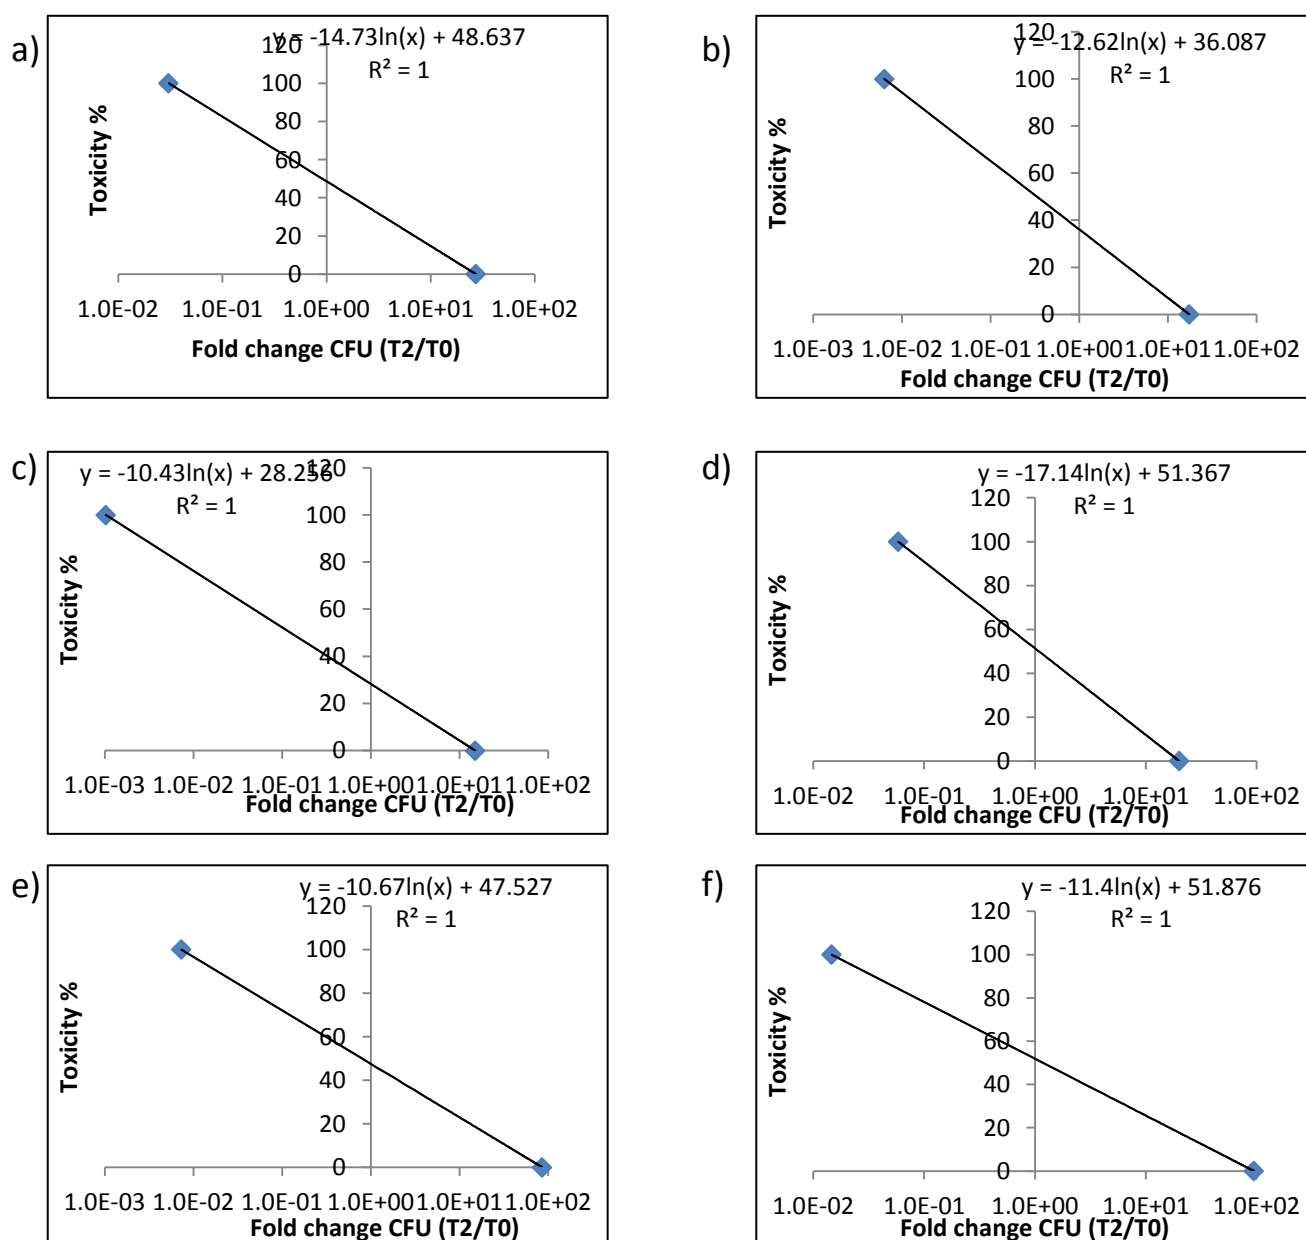 a)
y = -14.73ln(x) + 48.637
R² = 1
120
100
80
60
40
20
0
Toxicity %
1.0E-02 1.0E-01 1.0E+00 1.0E+01 1.0E+02
Fold change CFU (T2/T0)
b)
y = -12.62ln(x) + 36.087
R² = 1
120
100
80
60
40
20
0
Toxicity %
1.0E-03 1.0E-02 1.0E-01 1.0E+00 1.0E+01 1.0E+02
Fold change CFU (T2/T0)
c)
y = -10.43ln(x) + 28.256
R² = 1
120
100
80
60
40
20
0
Toxicity %
1.0E-03 1.0E-02 1.0E-01 1.0E+00 1.0E+01 1.0E+02
Fold change CFU (T2/T0)
d)
y = -17.14ln(x) + 51.367
R² = 1
120
100
80
60
40
20
0
Toxicity %
1.0E-02 1.0E-01 1.0E+00 1.0E+01 1.0E+02
Fold change CFU (T2/T0)
e)
y = -10.67ln(x) + 47.527
R² = 1
120
100
80
60
40
20
0
Toxicity %
1.0E-03 1.0E-02 1.0E-01 1.0E+00 1.0E+01 1.0E+02
Fold change CFU (T2/T0)
f)
y = -11.4ln(x) + 51.876
R² = 1
120
100
80
60
40
20
0
Toxicity %
1.0E-02 1.0E-01 1.0E+00 1.0E+01 1.0E+02
Fold change CFU (T2/T0)